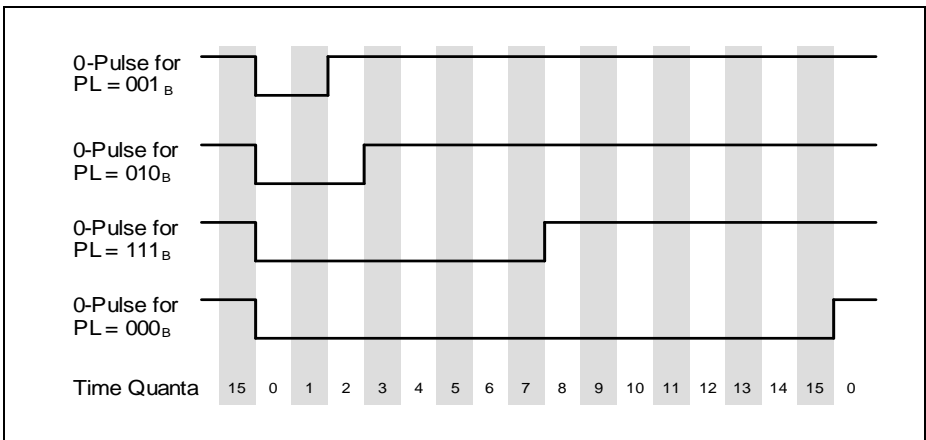 0-Pulse for
PL = 001 B
0-Pulse for
PL = 010B
0-Pulse for
PL = 111 B
0-Pulse for
PL = 000B
Time Quanta 15 0 1 2 3 4 5 6 7 8 9 10 11 12 13 14 15 0